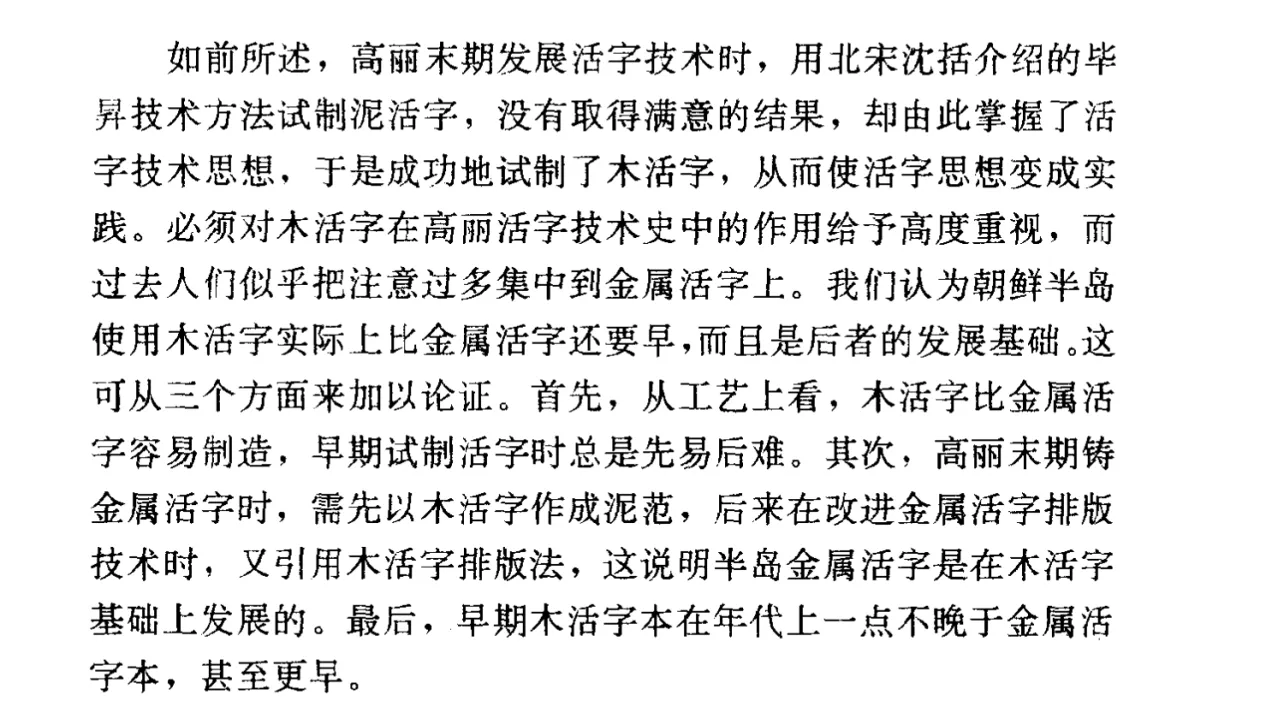 如前所述，高丽末期发展活字技术时，用北宋沈括介绍的毕
昇技术方法试制泥活字，没有取得满意的结果，却由此掌握了活
字技术思想，于是成功地试制了木活字，从而使活字思想变成实
践。必须对木活字在高丽活字技术史中的作用给予高度重视，而
过去人们似乎把注意过多集中到金属活字上。我们认为朝鲜半岛
使用木活字实际上比金属活字还要早，而且是后者的发展基础。这
可从三个方面来加以论证。首先，从工艺上看，木活字比金属活
字容易制造，早期试制活字时总是先易后难。其次，高丽末期铸
金属活字时，需先以木活字作成泥范，后来在改进金属活字排版
技术时，又引用木活字排版法，这说明半岛金属活字是在木活字
基础上发展的。最后，早期木活字本在年代上一点不晚于金属活
字本，甚至更早。